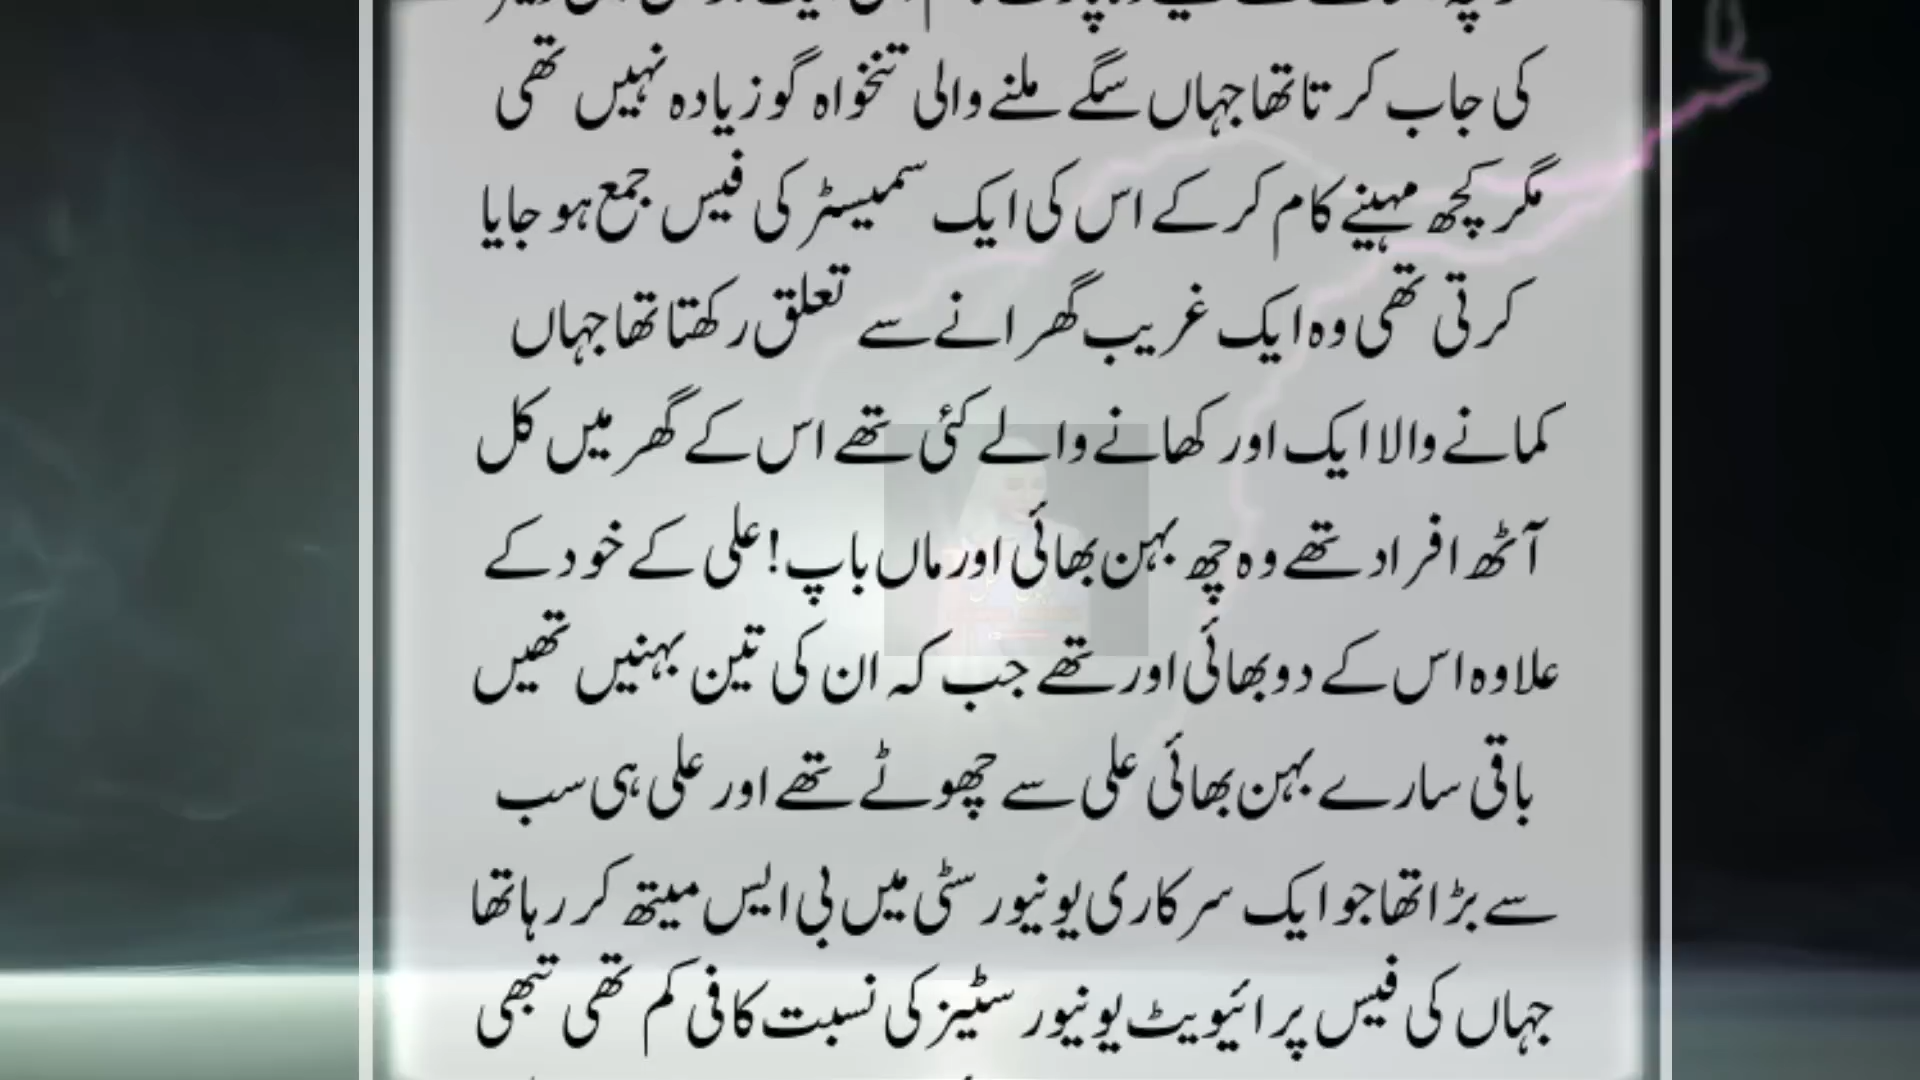 کی جاب کرتا تھا جہاں سگے ملنے والی تنخواہ گو زیادہ نہیں تھی
مگر کچھ مہینے کام کر کے اس کی ایک سمیسٹر کی فیس جمع ہو جایا
کرتی تھی وہ ایک غریب گھرانے سے تعلق رکھتا تھا جہاں
کمانے والا ایک اور کھانے والے کئی تھے اس کے گھر میں کل
آٹھ افراد تھے وہ چھ بہن بھائی اور ماں باپ! علی کے خود کے
علاوہ اس کے دو بھائی اور تھے جب کہ ان کی تین بہنیں تھیں
باقی سارے بہن بھائی علی سے چھوٹے تھے اور علی ہی سب
سے بڑا تھا جو ایک سرکاری یونیورسٹی میں بی ایس میتھ کر رہا تھا
جہاں کی فیس پرائیویٹ یونیورسٹیز کی نسبت کافی کم تھی تبھی